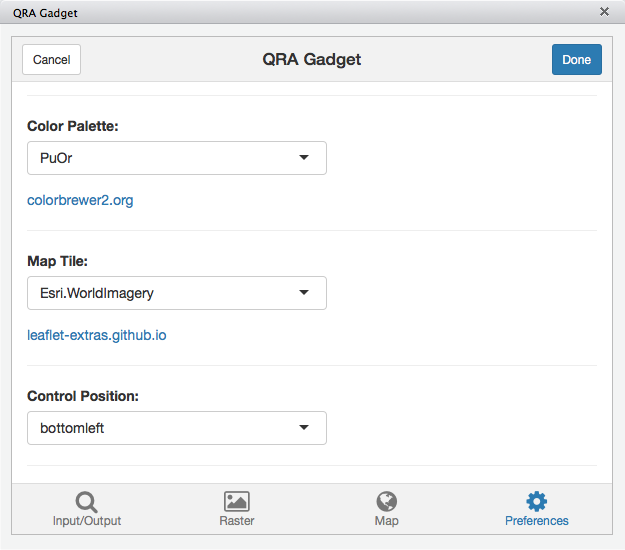 QRA Gadget
Cancel
QRA Gadget
Done
Color Palette:
PuOr
colorbrewer2.org
Map Tile:
Esri.WorldImagery
leaflet-extras.github.io
Control Position:
bottomleft
Input/Output
Raster
Map
Preferences